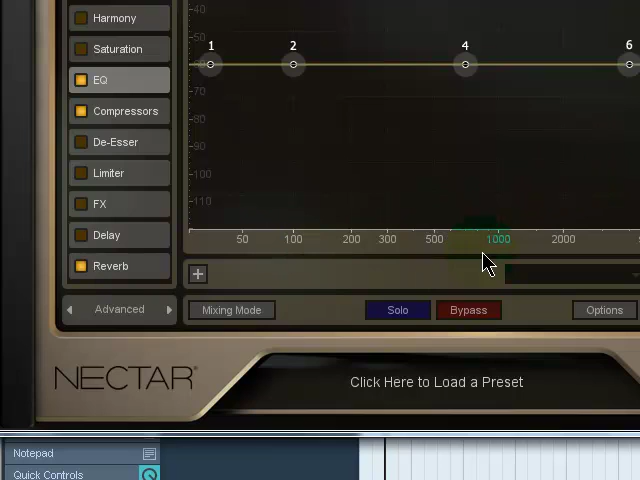 Harmony
Saturation
EQ
Compressors
De-Esser
Limiter
FX
Delay
Reverb
Advanced
40
50
60
70
80
90
100
110
1 2 4 6
50 100 200 300 500 1000 2000
+
Mixing Mode Solo Bypass Options
NECTAR
Click Here to Load a Preset
Notepad
Quick Controls